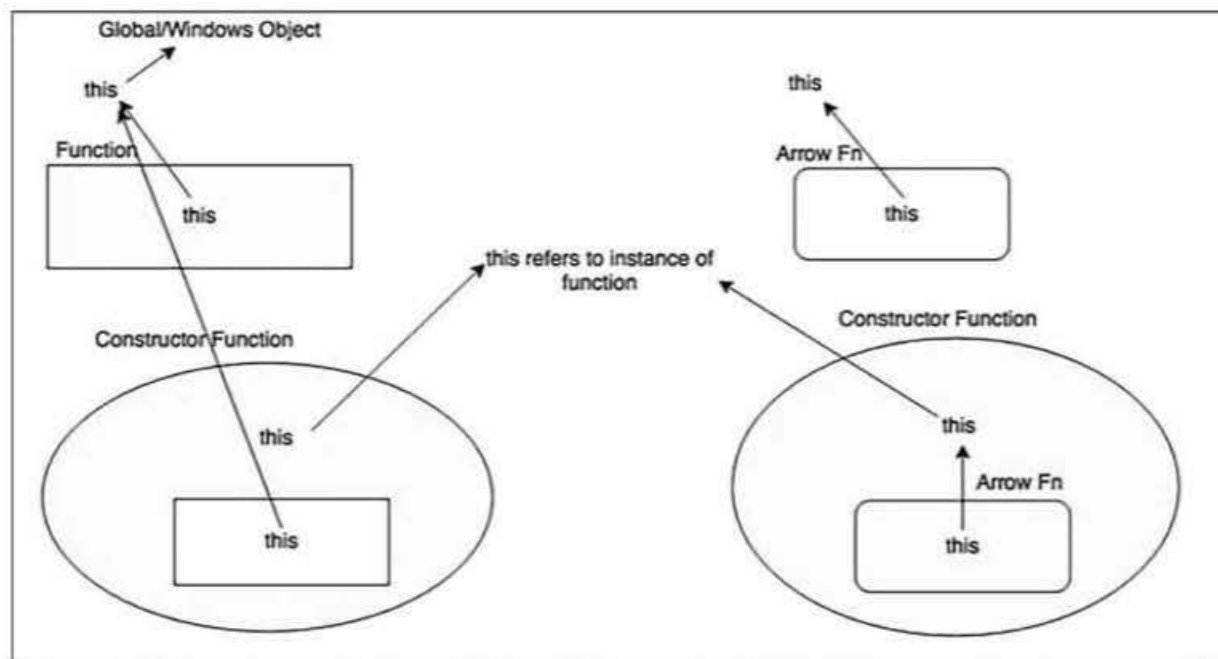 Global/Windows Object
this
this
Function
Arrow Fn
this
this
this refers to instance of
function
Constructor Function
Constructor Function
this
this
Arrow Fn
this
this